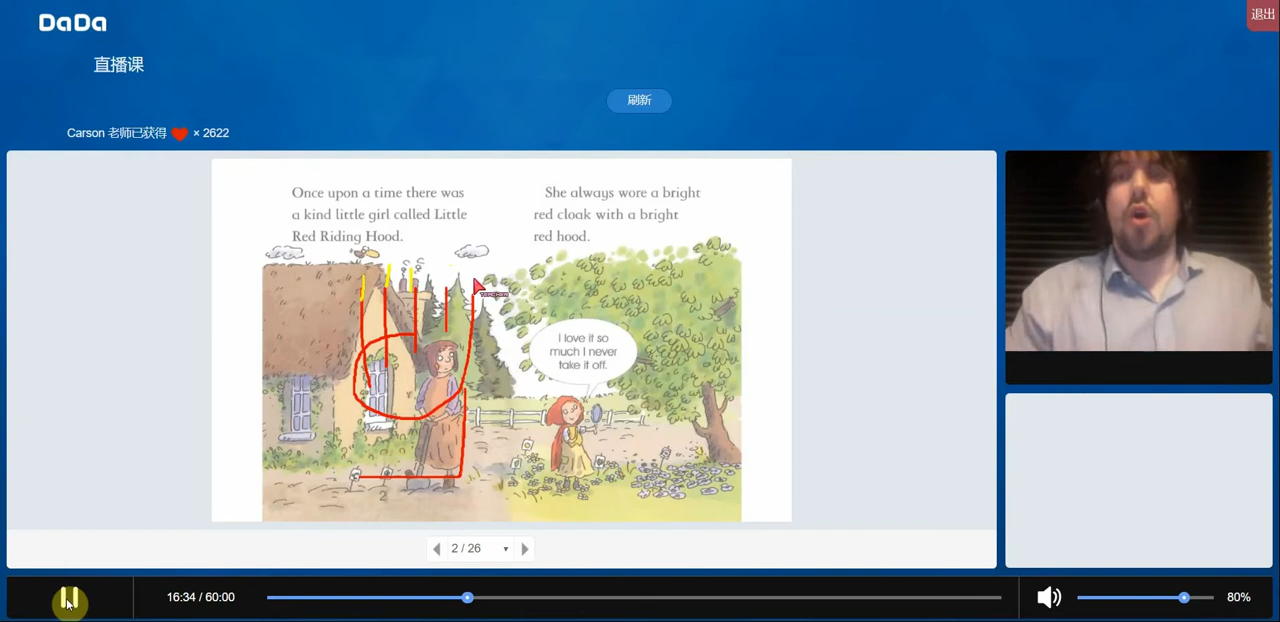 DaDa
退出
直播课
刷新
Carson 老师已获得 × 2622
Once upon a time there was
a kind little girl called Little
Red Riding Hood.
She always wore a bright
red cloak with a bright
red hood.
TEACHER
I love it so
much I never
take it off.
2
2 / 26
16:34 / 60:00
80%